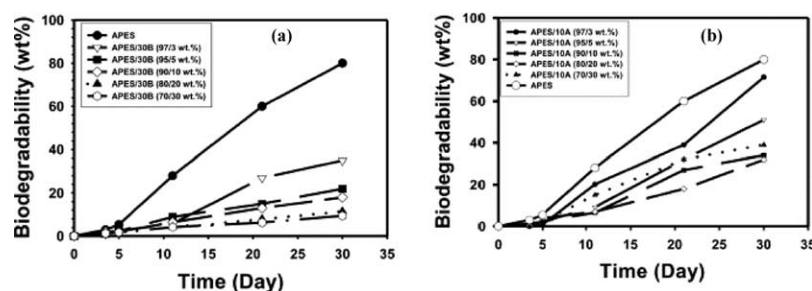 (a)
APES
APES/30B (97/3 wt.%)
APES/30B (95/5 wt.%)
APES/30B (90/10 wt.%)
APES/30B (80/20 wt.%)
APES/30B (70/30 wt.%)
Biodegradability (wt%)
100
80
60
40
20
0
0 5 10 15 20 25 30 35
Time (Day)
(b)
APES/10A (97/3 wt.%)
APES/10A (95/5 wt.%)
APES/10A (90/10 wt.%)
APES/10A (80/20 wt.%)
APES/10A (70/30 wt.%)
APES
Biodegradability (wt%)
100
80
60
40
20
0
0 5 10 15 20 25 30 35
Time (Day)